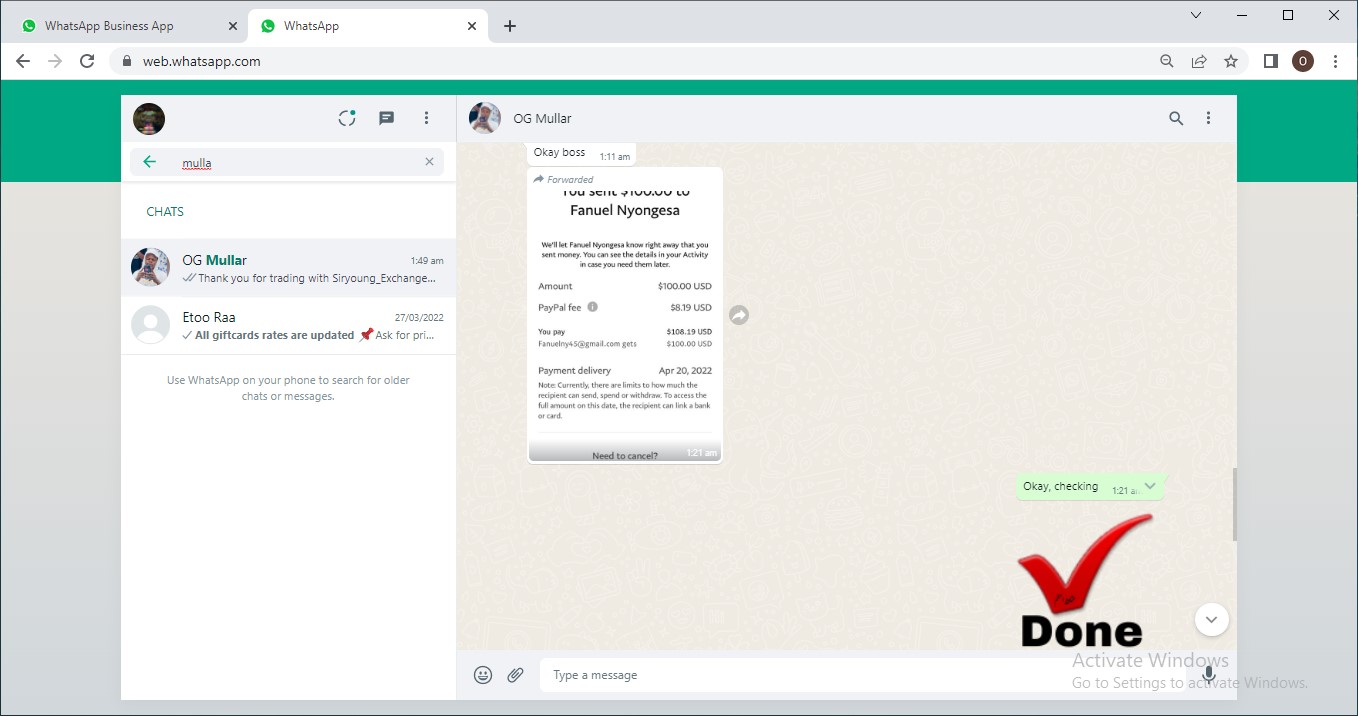 WhatsApp Business App
WhatsApp
web.whatsapp.com
O
OG Mullar
mulla
CHATS
OG Mullar
1:49 am
Thank you for trading with Siryoung_Exchange...
Etoo Raa
27/03/2022
All giftcards rates are updated 📌 Ask for pri...
Use WhatsApp on your phone to search for older
chats or messages.
Okay boss 1:11 am
Forwarded
You sent $100.00 to
Fanuel Nyongesa
We'll let Fanuel Nyongesa know right away that you
sent money. You can see the details in your Activity
in case you need them later.
Amount $100.00 USD
PayPal fee $8.19 USD
You pay $108.19 USD
Fanuelny45@gmail.com gets $100.00 USD
Payment delivery Apr 20, 2022
Note: Currently, there are limits to how much the
recipient can send, spend or withdraw. To access the
full amount on this date, the recipient can link a bank
or card.
Need to cancel?
1:21 am
Okay, checking 1:21 a
Done
Type a message
Activate Windows
Go to Settings to activate Windows.